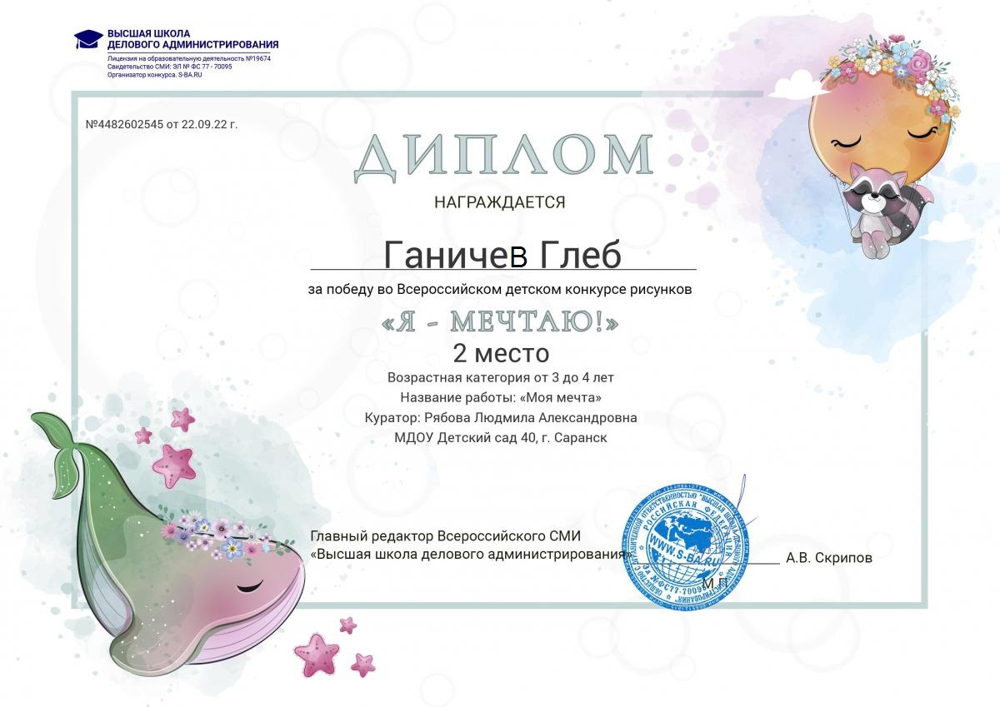 ВЫСШАЯ ШКОЛА
ДЕЛОВОГО АДМИНИСТРИРОВАНИЯ
Лицензия на образовательную деятельность №19674
Свидетельство СМИ: ЭЛ № ФС 77 - 70095
Организатор конкурса. S-BA.RU
№4482602545 от 22.09.22 г.
ДИПЛОМ
НАГРАЖДАЕТСЯ
Ганичев Глеб
за победу во Всероссийском детском конкурсе рисунков
«Я - МЕЧТАЮ!»
2 место
Возрастная категория от 3 до 4 лет
Название работы: «Моя мечта»
Куратор: Рябова Людмила Александровна
МДОУ Детский сад 40, г. Саранск
Главный редактор Всероссийского СМИ
«Высшая школа делового администрирования»
РОССИЙСКАЯ ФЕДЕРАЦИЯ
WWW.S-BA.RU
Эл №ФС77-70095
М.П.
А.В. Скрипов